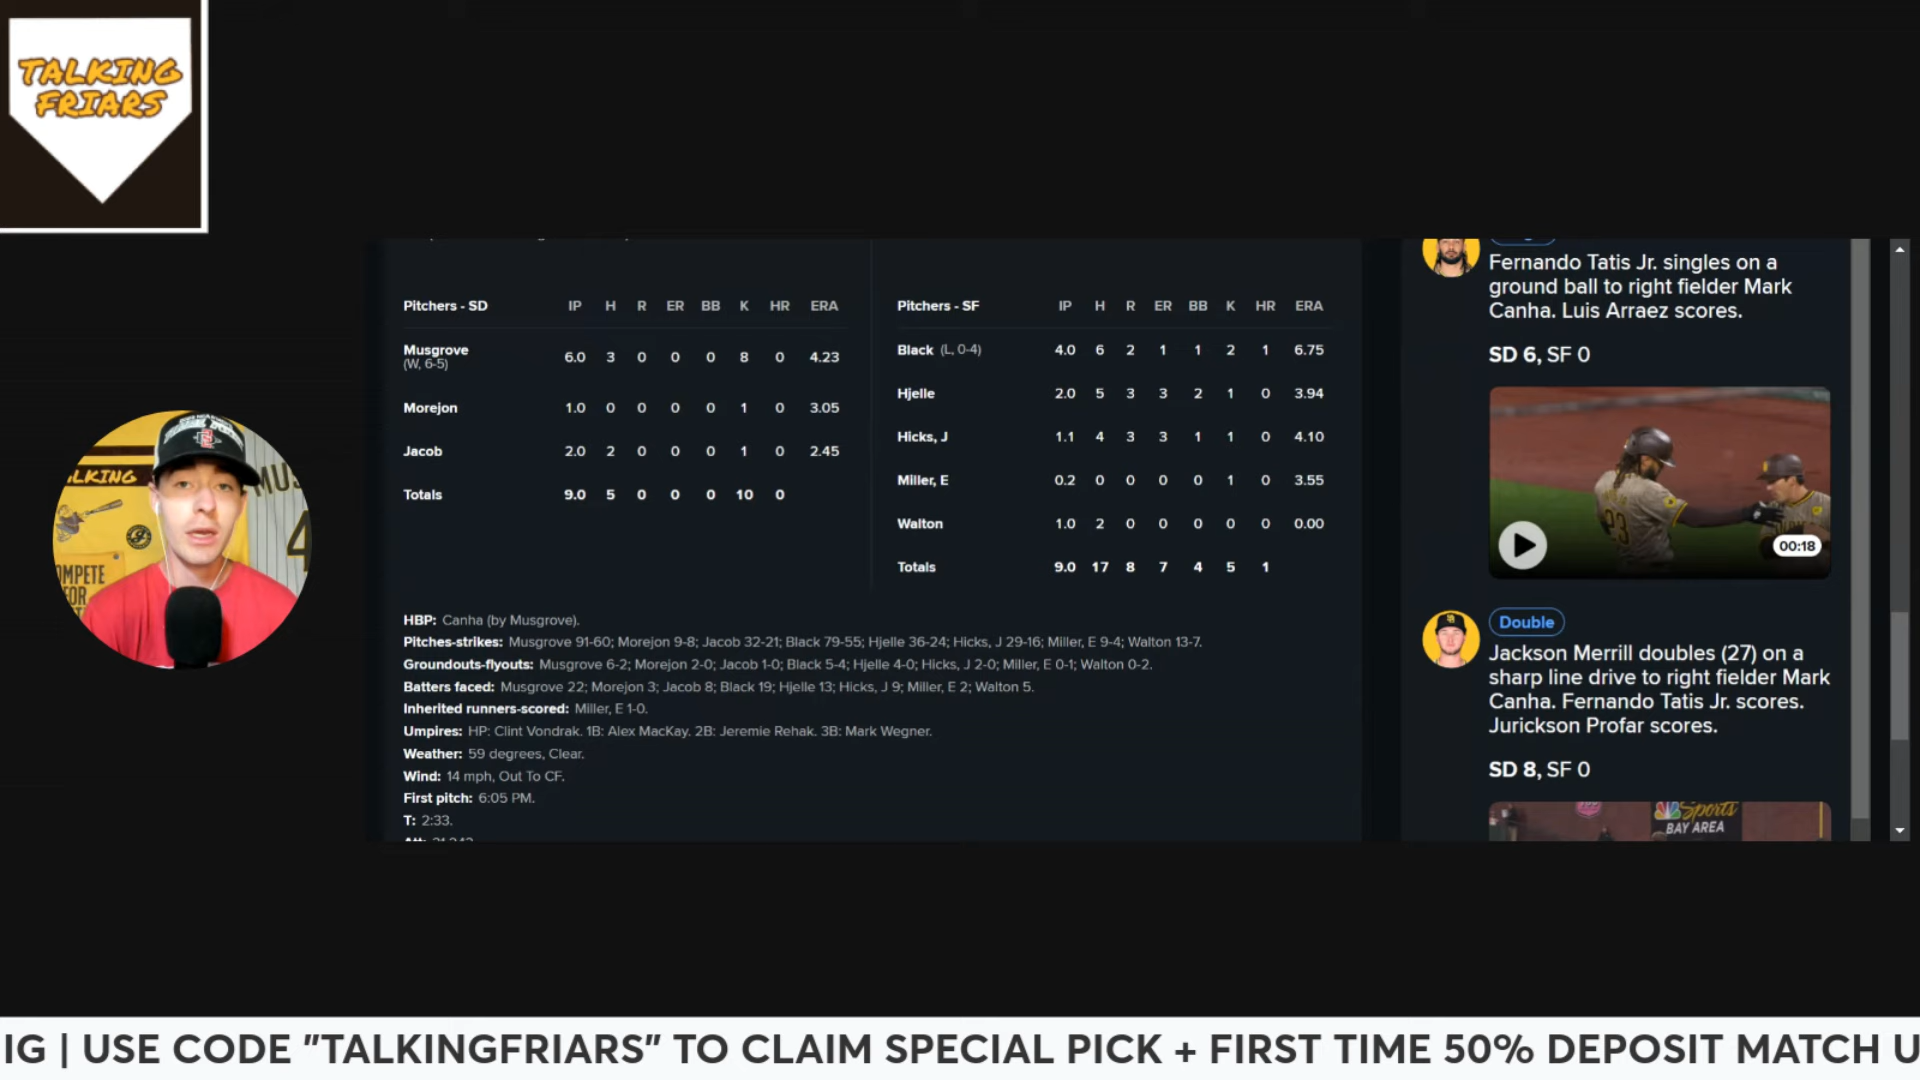 TALKING
FRIARS
Pitchers - SD IP H R ER BB K HR ERA
Musgrove 6.0 3 0 0 0 8 0 4.23
(W, 6-5)
Morejon 1.0 0 0 0 0 1 0 3.05
Jacob 2.0 2 0 0 0 1 0 2.45
Totals 9.0 5 0 0 0 10 0
Pitchers - SF IP H R ER BB K HR ERA
Black (L, 0-4) 4.0 6 2 1 1 2 1 6.75
Hjelle 2.0 5 3 3 2 1 0 3.94
Hicks, J 1.1 4 3 3 1 1 0 4.10
Miller, E 0.2 0 0 0 0 1 0 3.55
Walton 1.0 2 0 0 0 0 0 0.00
Totals 9.0 17 8 7 4 5 1
HBP: Canha (by Musgrove).
Pitches-strikes: Musgrove 91-60; Morejon 9-8; Jacob 32-21; Black 79-55; Hjelle 36-24; Hicks, J 29-16; Miller, E 9-4; Walton 13-7.
Groundouts-flyouts: Musgrove 6-2; Morejon 2-0; Jacob 1-0; Black 5-4; Hjelle 4-0; Hicks, J 2-0; Miller, E 0-1; Walton 0-2.
Batters faced: Musgrove 22; Morejon 3; Jacob 8; Black 19; Hjelle 13; Hicks, J 9; Miller, E 2; Walton 5.
Inherited runners-scored: Miller, E 1-0.
Umpires: HP: Clint Vondrak. 1B: Alex MacKay. 2B: Jeremie Rehak. 3B: Mark Wegner.
Weather: 59 degrees, Clear.
Wind: 14 mph, Out To CF.
First pitch: 6:05 PM.
T: 2:33.
Fernando Tatis Jr. singles on a
ground ball to right fielder Mark
Canha. Luis Arraez scores.
SD 6, SF 0
23
00:18
Double
Jackson Merrill doubles (27) on a
sharp line drive to right fielder Mark
Canha. Fernando Tatis Jr. scores.
Jurickson Profar scores.
SD 8, SF 0
Sports
BAY AREA
LKING
MUS
4
OMPETE
FOR
IG | USE CODE "TALKINGFRIARS" TO CLAIM SPECIAL PICK + FIRST TIME 50% DEPOSIT MATCH U